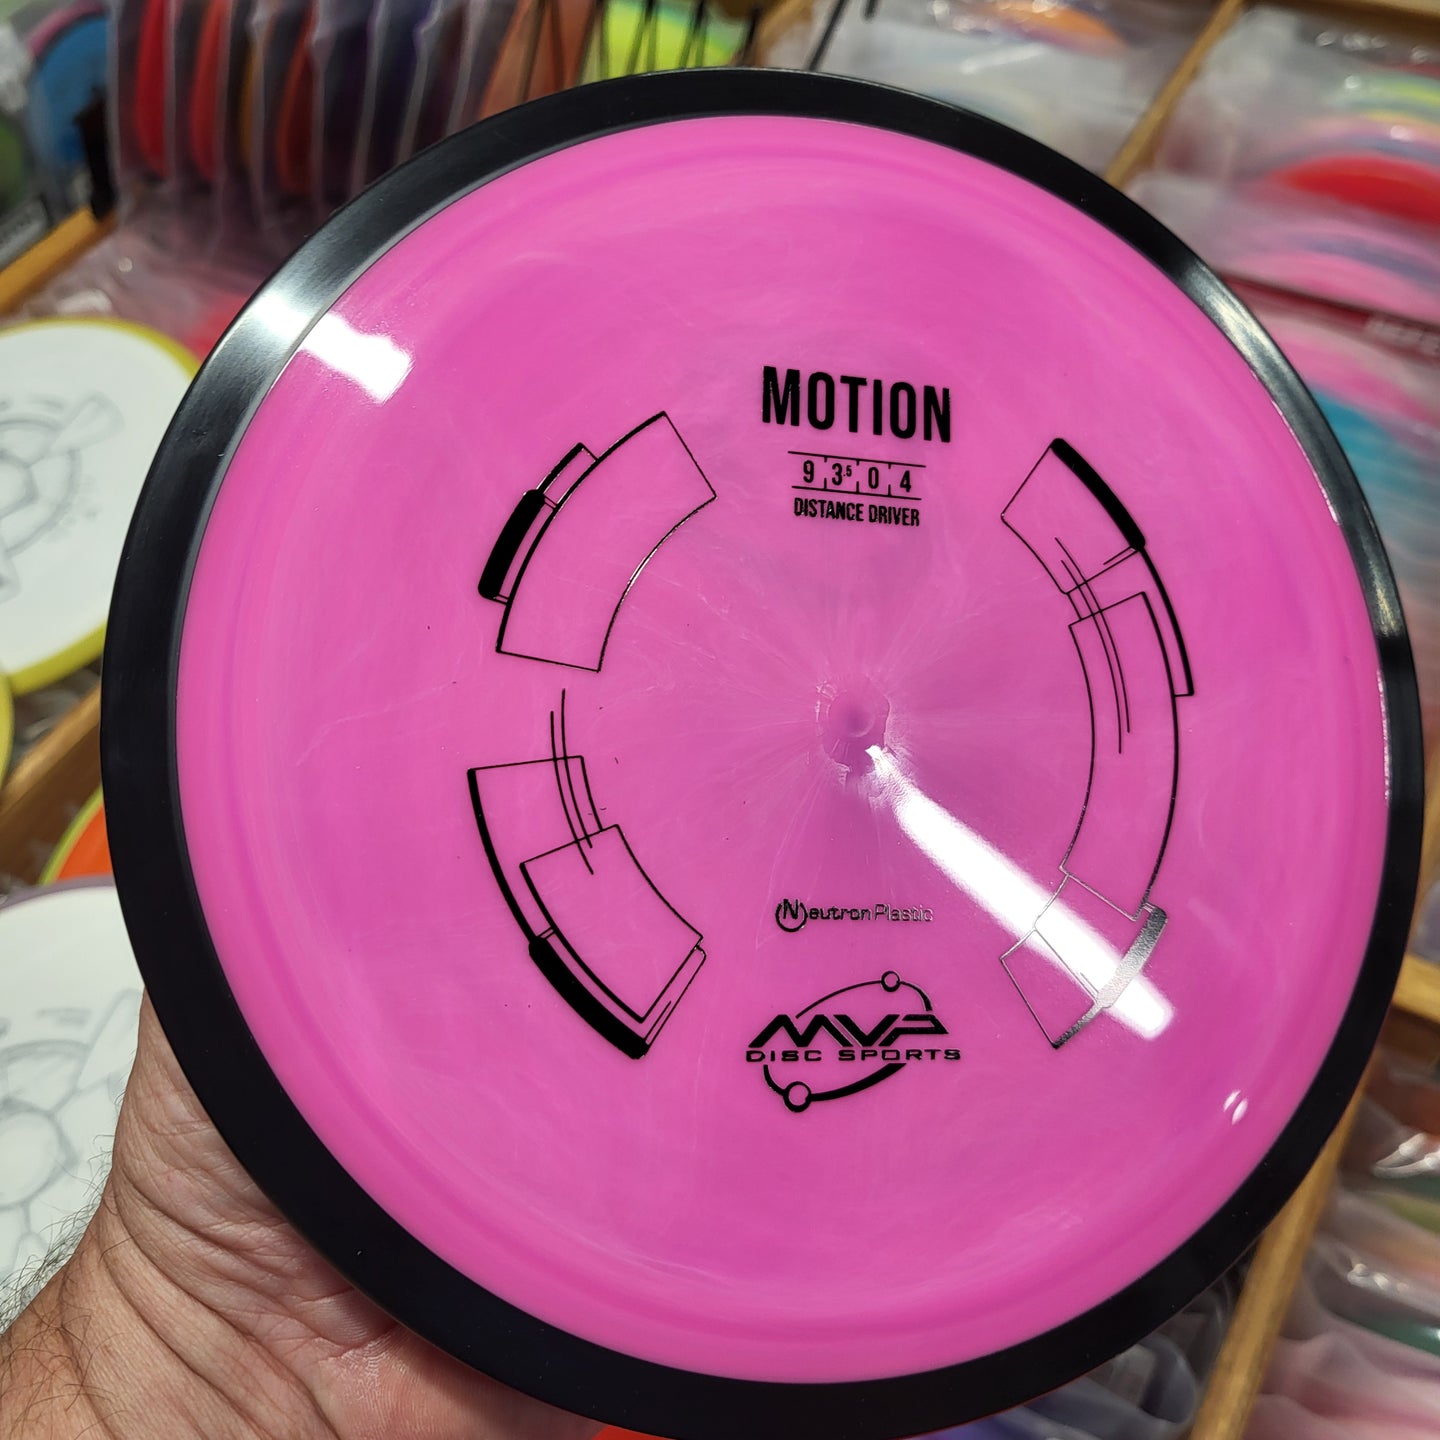 MOTION
9 3.5 0 4
DISTANCE DRIVER
Neutron Plastic
MVP
DISC SPORTS